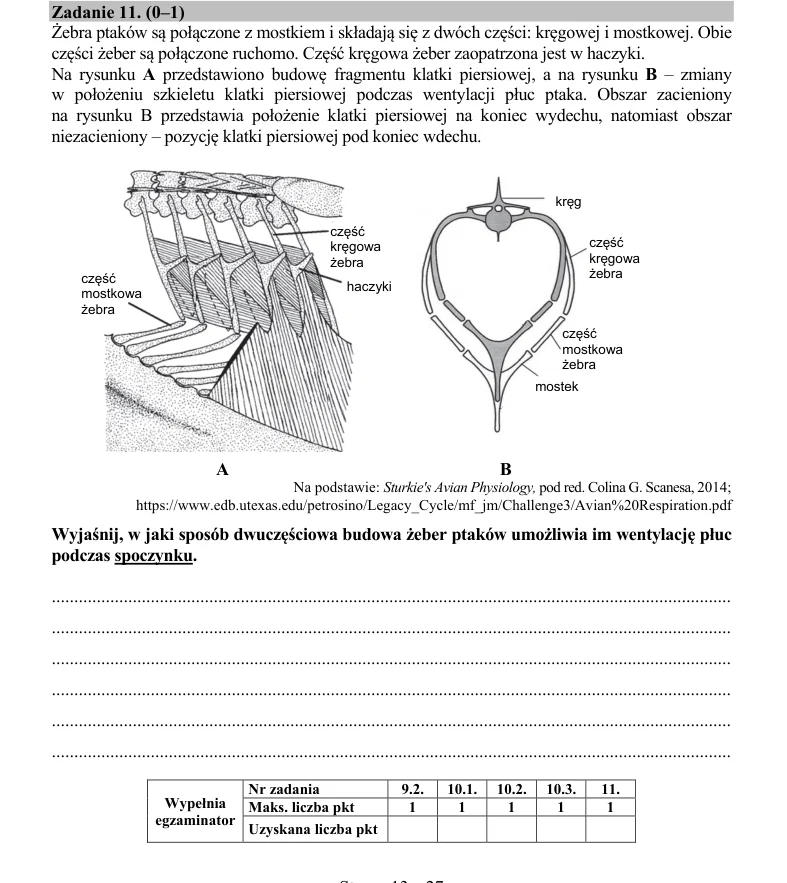 Zadanie 11. (0–1)
Żebra ptaków są połączone z mostkiem i składają się z dwóch części: kręgowej i mostkowej. Obie
części żeber są połączone ruchomo. Część kręgowa żeber zaopatrzona jest w haczyki.
Na rysunku A przedstawiono budowę fragmentu klatki piersiowej, a na rysunku B – zmiany
w położeniu szkieletu klatki piersiowej podczas wentylacji płuc ptaka. Obszar zacieniony
na rysunku B przedstawia położenie klatki piersiowej na koniec wydechu, natomiast obszar
niezacieniony – pozycję klatki piersiowej pod koniec wdechu.
część
kręgowa
żebra
haczyki
część
mostkowa
żebra
kręg
część
kręgowa
żebra
część
mostkowa
żebra
mostek
A
B
Na podstawie: Sturkie's Avian Physiology, pod red. Colina G. Scanesa, 2014;
https://www.edb.utexas.edu/petrosino/Legacy_Cycle/mf_jm/Challenge3/Avian%20Respiration.pdf
Wyjaśnij, w jaki sposób dwuczęściowa budowa żeber ptaków umożliwia im wentylację płuc
podczas spoczynku.
Wypełnia
egzaminator
Nr zadania 9.2. 10.1. 10.2. 10.3. 11.
Maks. liczba pkt 1 1 1 1 1
Uzyskana liczba pkt